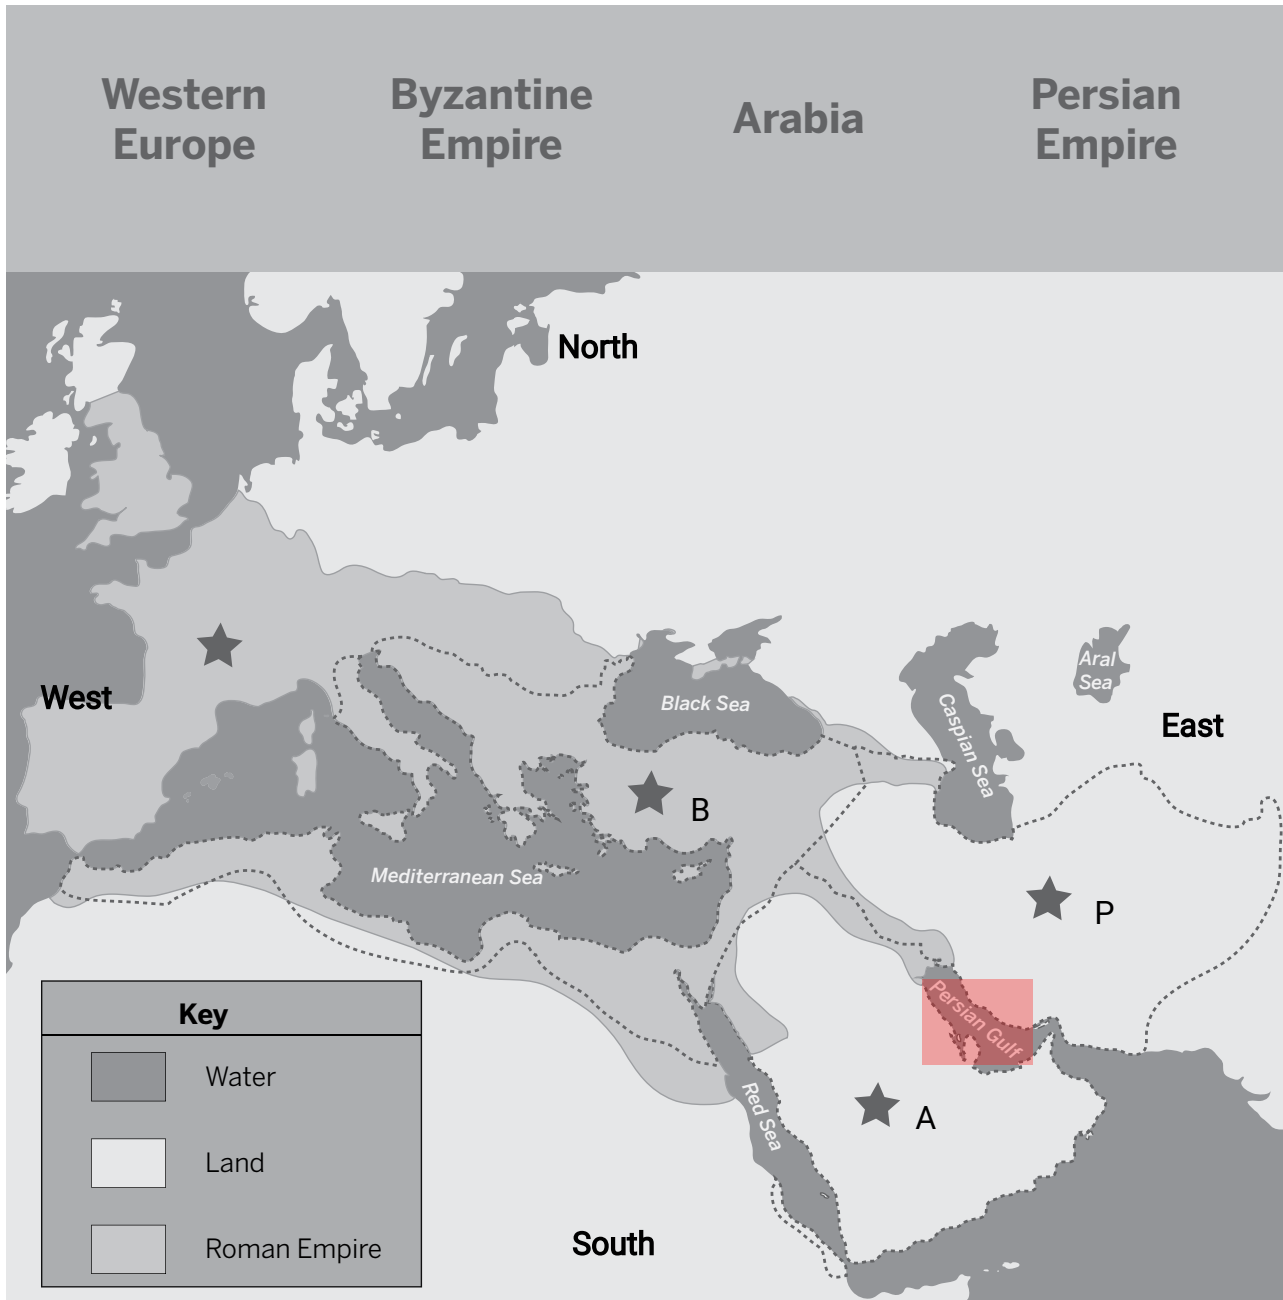 Western
Europe
Byzantine
Empire
Arabia
Persian
Empire
North
West
Black Sea
Caspian Sea
Aral
Sea
East
B
Mediterranean Sea
P
Persian Gulf
Red Sea
A
South
Key
Water
Land
Roman Empire